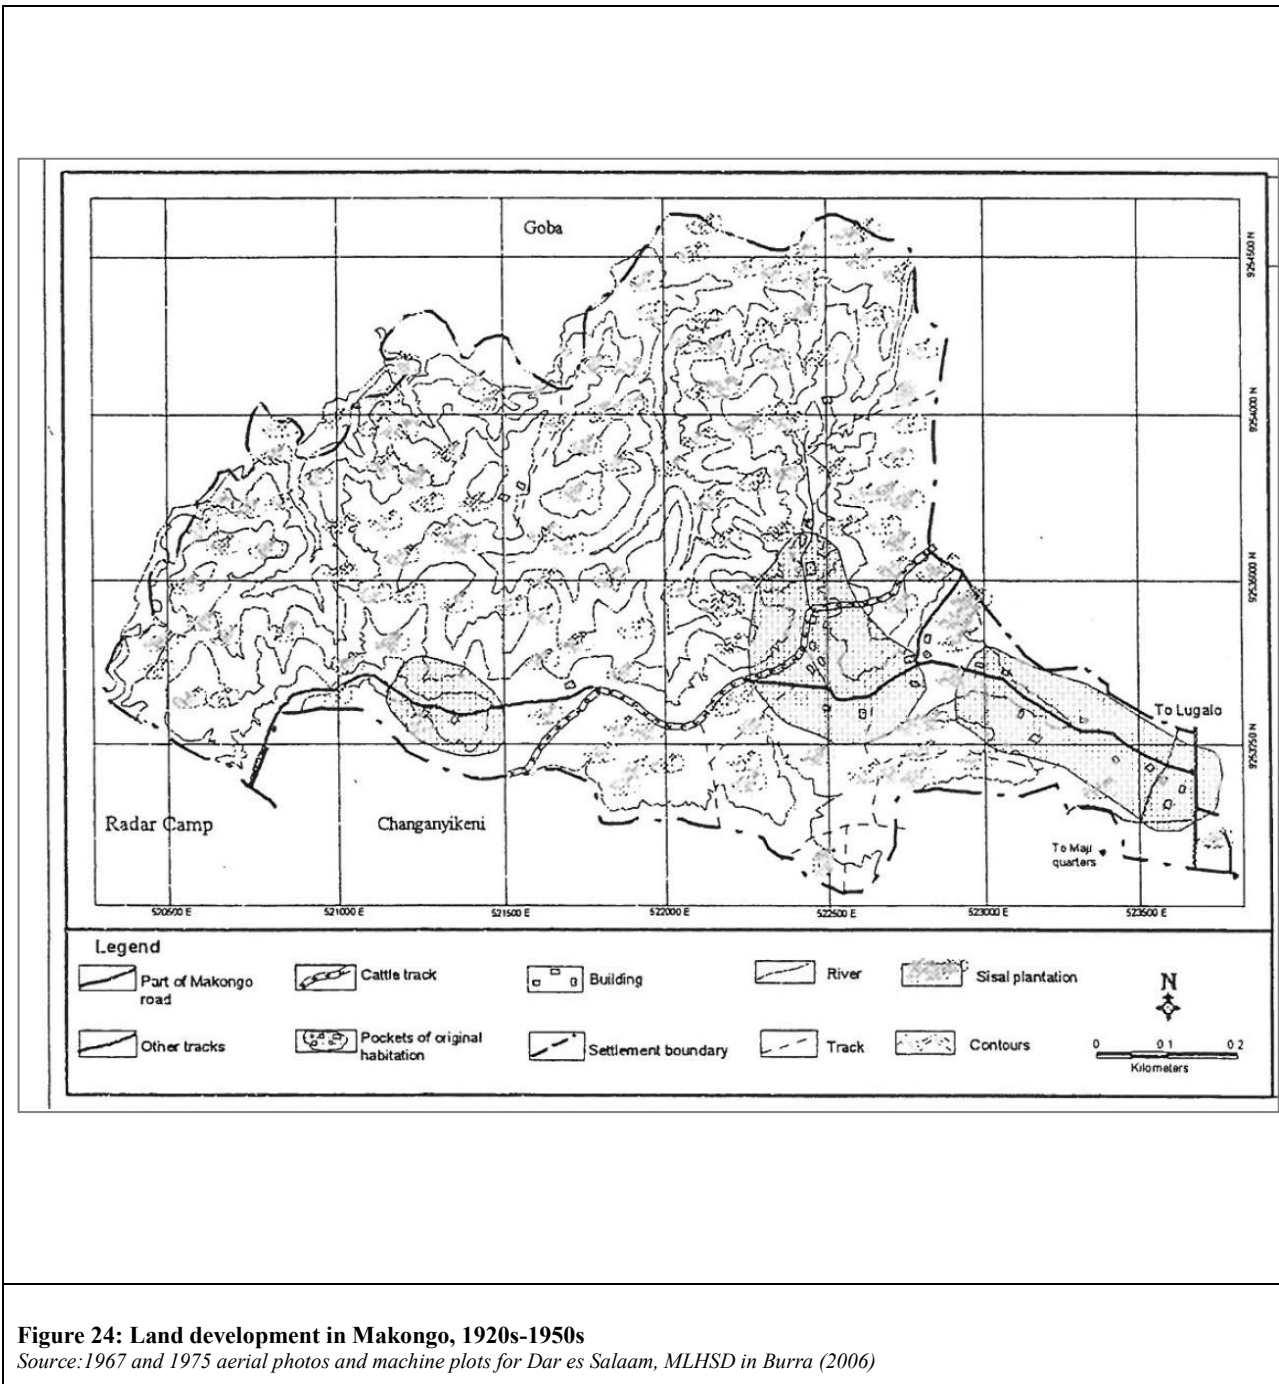 Goba
9254500 N
9254000 N
9253250 N
To Lugalo
Radar Camp
Changanyikeni
To Maji
quarters
520500 E
521000 E
521500 E
522000 E
522500 E
523000 E
523500 E
Legend
Part of Makongo
road
Cattle track
Building
River
Sisal plantation
N
Other tracks
Pockets of original
habitation
Settlement boundary
Track
Contours
0 0 1 0 2
Kilometers
Figure 24: Land development in Makongo, 1920s-1950s
Source:1967 and 1975 aerial photos and machine plots for Dar es Salaam, MLHSD in Burra (2006)